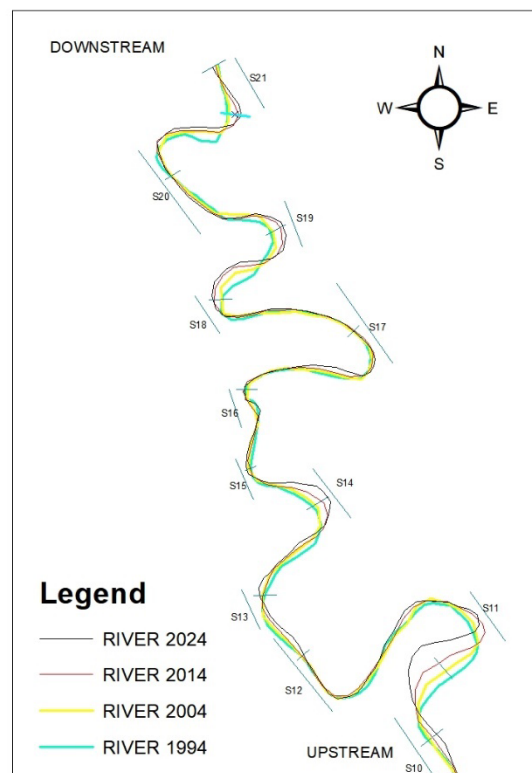 DOWNSTREAM
S21
N
W E
S
S20
S19
S18
S17
S16
S15
S14
Legend
S13
S11
RIVER 2024
RIVER 2014
S12
RIVER 2004
RIVER 1994
UPSTREAM
S10